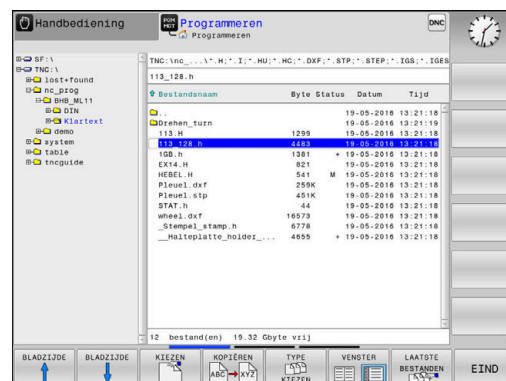 Handbediening
PGM MGT
Programmeren
Programmeren
DNC
SF:\
TNC:\
lost+found
nc_prog
BHB_ML11
DIN
Klartext
demo
system
table
tncguide
TNC:\nc_...\*.H;*.I;*.HU;*.HC;*.DXF;*.STP;*.STEP;*.IGS;*.IGES
113_128.h
Bestandsnaam Byte Status Datum Tijd
.. 19-05-2016 13:21:18
Drehen_turn 19-05-2016 13:21:19
113.H 1299 19-05-2016 13:21:18
113_128.h 4483 19-05-2016 13:21:18
1GB.h 1381 + 19-05-2016 13:21:18
EX14.H 821 19-05-2016 13:21:18
HEBEL.H 541 M 19-05-2016 13:21:18
Pleuel.dxf 259K 19-05-2016 13:21:18
Pleuel.stp 451K 19-05-2016 13:21:18
STAT.h 44 19-05-2016 13:21:18
wheel.dxf 16573 19-05-2016 13:21:18
_Stempel_stamp.h 6778 19-05-2016 13:21:18
__Halteplatte_holder_... 4655 + 19-05-2016 13:21:18
12 bestand(en) 19.32 Gbyte vrij
BLADZIJDE
BLADZIJDE
KIEZEN
KOPIËREN
ABC XYZ
TYPE
KIEZEN
VENSTER
LAATSTE
BESTANDEN
EIND